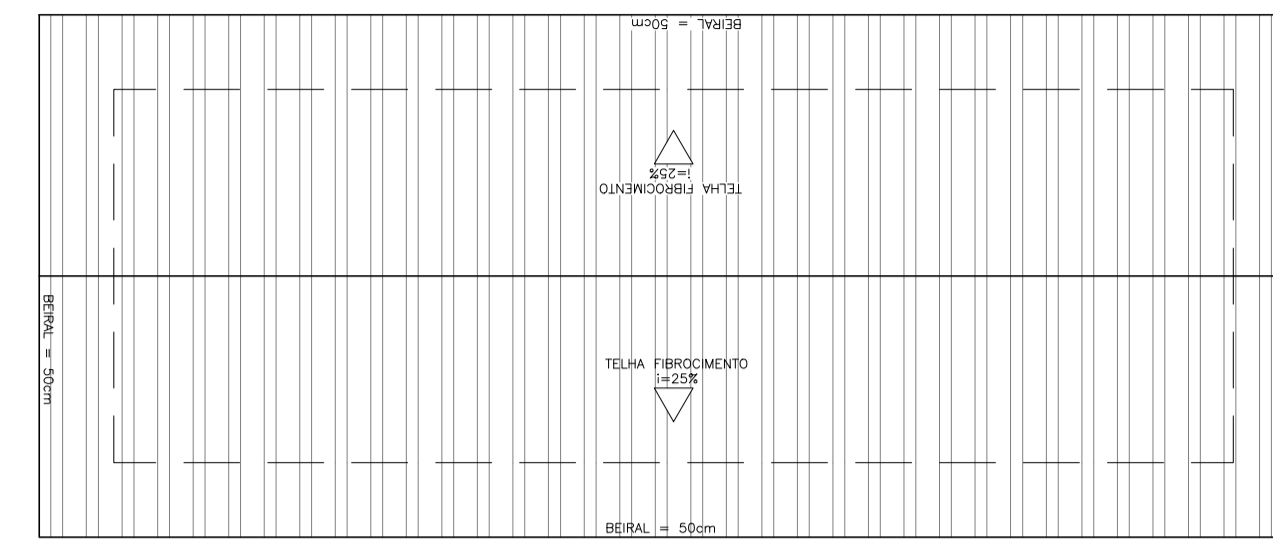 BEIRAL = 50cm
i=25%
TELHA FIBROCIMENTO
BEIRAL = 50cm
TELHA FIBROCIMENTO
i=25%
BEIRAL = 50cm